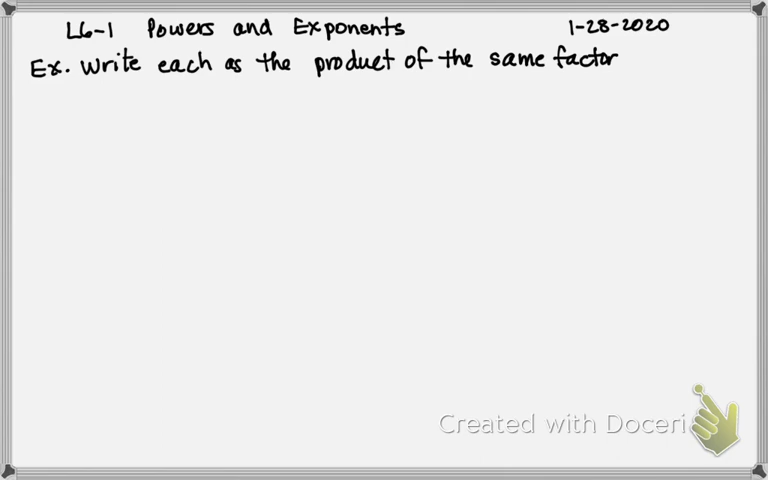 L6-1 Powers and Exponents 1-28-2020
Ex. Write each as the product of the same factor
Created with Doceri